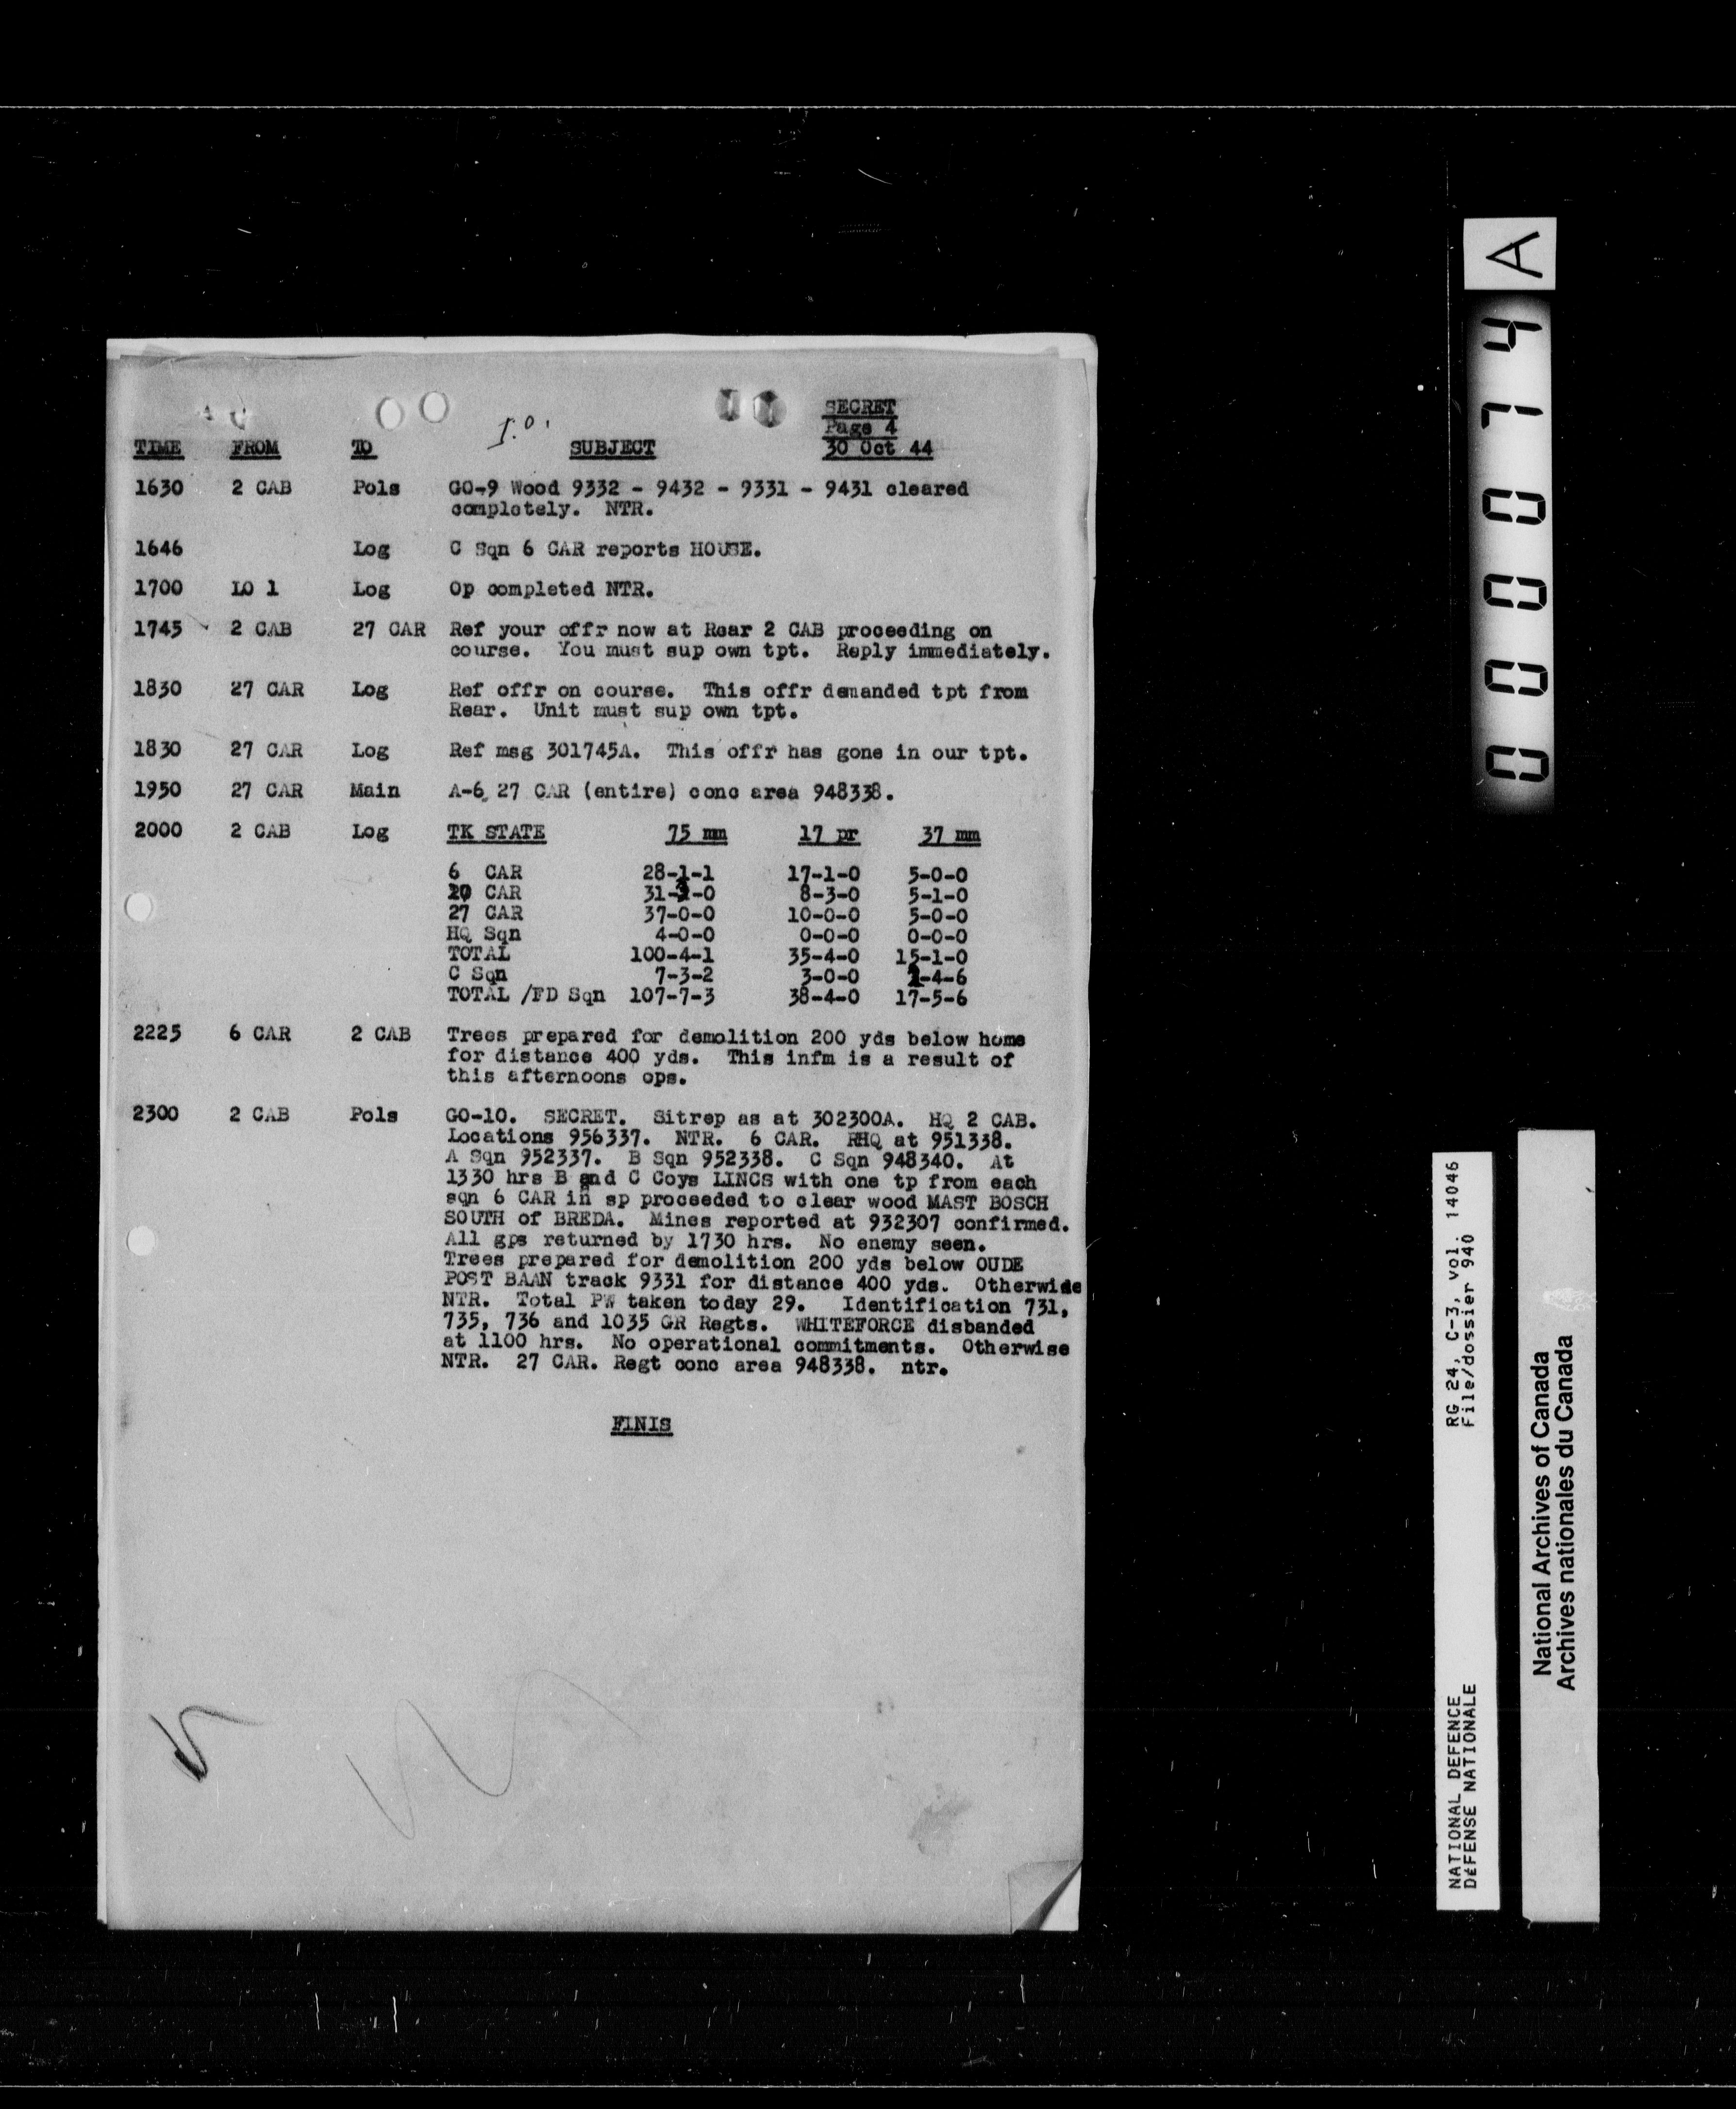 I.O.
SECRET
Page 4
30 Oct 44
TIME FROM TO SUBJECT
1630 2 CAB Pols GO-9 Wood 9332 - 9432 - 9331 - 9431 cleared
completely. NTR.
1646 Log C Sqn 6 CAR reports HOUSE.
1700 LO 1 Log Op completed NTR.
1745 2 CAB 27 CAR Ref your offr now at Rear 2 CAB proceeding on
course. You must sup own tpt. Reply immediately.
1830 27 CAR Log Ref offr on course. This offr demanded tpt from
Rear. Unit must sup own tpt.
1830 27 CAR Log Ref msg 301745A. This offr has gone in our tpt.
1950 27 CAR Main A-6 27 CAR (entire) conc area 948338.
2000 2 CAB Log TK STATE 75 mm 17 pr 37 mm
6 CAR 28-1-1 17-1-0 5-0-0
10 CAR 31-3-0 8-3-0 5-1-0
27 CAR 37-0-0 10-0-0 5-0-0
HQ Sqn 4-0-0 0-0-0 0-0-0
TOTAL 100-4-1 35-4-0 15-1-0
C Sqn 7-3-2 3-0-0 2-4-6
TOTAL /FD Sqn 107-7-3 38-4-0 17-5-6
2225 6 CAR 2 CAB Trees prepared for demolition 200 yds below home
for distance 400 yds. This infm is a result of
this afternoons ops.
2300 2 CAB Pols GO-10. SECRET. Sitrep as at 302300A. HQ 2 CAB.
Locations 956337. NTR. 6 CAR. RHQ at 951338.
A Sqn 952337. B Sqn 952338. C Sqn 948340. At
1330 hrs B and C Coys LINCS with one tp from each
sqn 6 CAR in sp proceeded to clear wood MAST BOSCH
SOUTH of BREDA. Mines reported at 932307 confirmed.
All gps returned by 1730 hrs. No enemy seen.
Trees prepared for demolition 200 yds below OUDE
POST BAAN track 9331 for distance 400 yds. Otherwise
NTR. Total PW taken today 29. Identification 731,
735, 736 and 1035 GR Regts. WHITEFORCE disbanded
at 1100 hrs. No operational commitments. Otherwise
NTR. 27 CAR. Regt conc area 948338. ntr.
FINIS
000074 A
NATIONAL DEFENCE RG 24, C-3, vol. 14046
DÉFENSE NATIONALE File/dossier 940
National Archives of Canada
Archives nationales du Canada